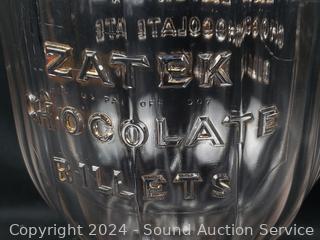 ZATEK
CHOCOLATE
BILLETS
Copyright 2024 - Sound Auction Service